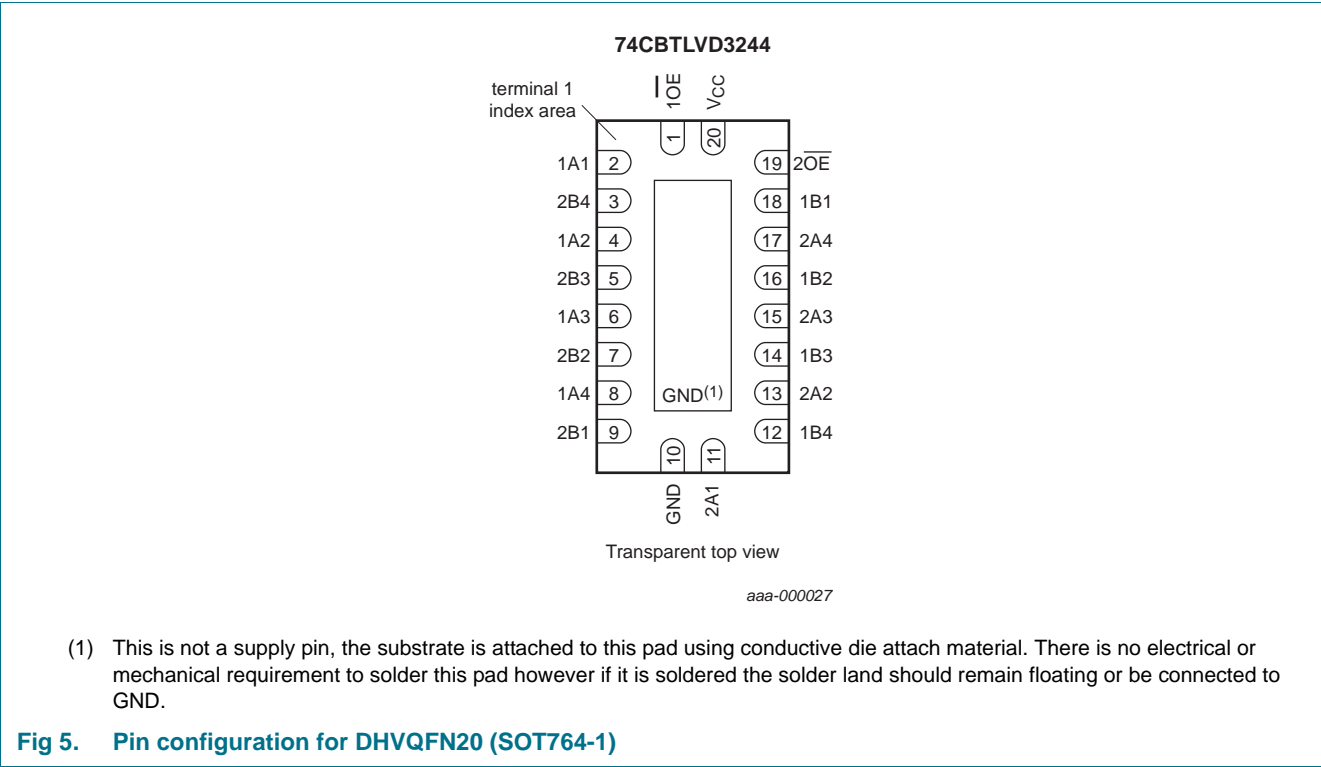 74CBTLVD3244
terminal 1
index area
1OE
VCC
1
20
1A1 2
19 2OE
2B4 3
18 1B1
1A2 4
17 2A4
2B3 5
16 1B2
1A3 6
15 2A3
2B2 7
14 1B3
1A4 8
GND(1)
13 2A2
2B1 9
12 1B4
10
11
GND
2A1
Transparent top view
aaa-000027
(1) This is not a supply pin, the substrate is attached to this pad using conductive die attach material. There is no electrical or
mechanical requirement to solder this pad however if it is soldered the solder land should remain floating or be connected to
GND.
Fig 5. Pin configuration for DHVQFN20 (SOT764-1)